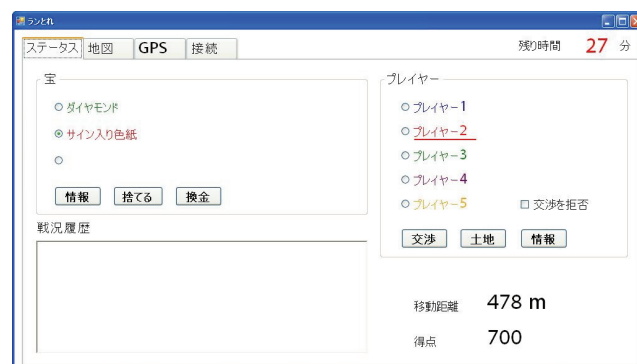 ランとれ
ステータス 地図 GPS 接続
残り時間 27 分
宝
ダイヤモンド
サイン入り色紙
情報 捨てる 換金
戦況履歴
プレイヤー
プレイヤー1
プレイヤー2
プレイヤー3
プレイヤー4
プレイヤー5 交渉を拒否
交渉 土地 情報
移動距離 478 m
得点 700